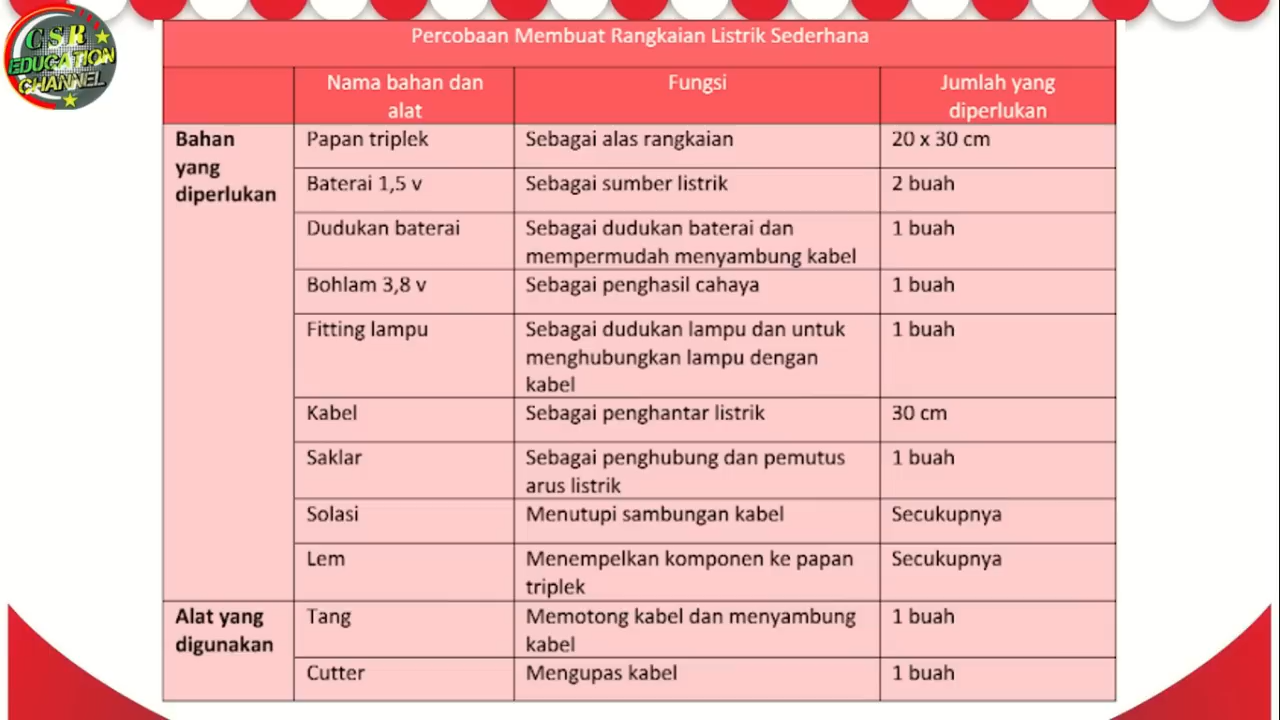 CSR
EDUCATION
CHANNEL
Percobaan Membuat Rangkaian Listrik Sederhana
Nama bahan dan
alat
Fungsi
Jumlah yang
diperlukan
Bahan
yang
diperlukan
Papan triplek
Sebagai alas rangkaian
20 x 30 cm
Baterai 1,5 v
Sebagai sumber listrik
2 buah
Dudukan baterai
Sebagai dudukan baterai dan
mempermudah menyambung kabel
1 buah
Bohlam 3,8 v
Sebagai penghasil cahaya
1 buah
Fitting lampu
Sebagai dudukan lampu dan untuk
menghubungkan lampu dengan
kabel
1 buah
Kabel
Sebagai penghantar listrik
30 cm
Saklar
Sebagai penghubung dan pemutus
arus listrik
1 buah
Solasi
Menutupi sambungan kabel
Secukupnya
Lem
Menempelkan komponen ke papan
triplek
Secukupnya
Alat yang
digunakan
Tang
Memotong kabel dan menyambung
kabel
1 buah
Cutter
Mengupas kabel
1 buah